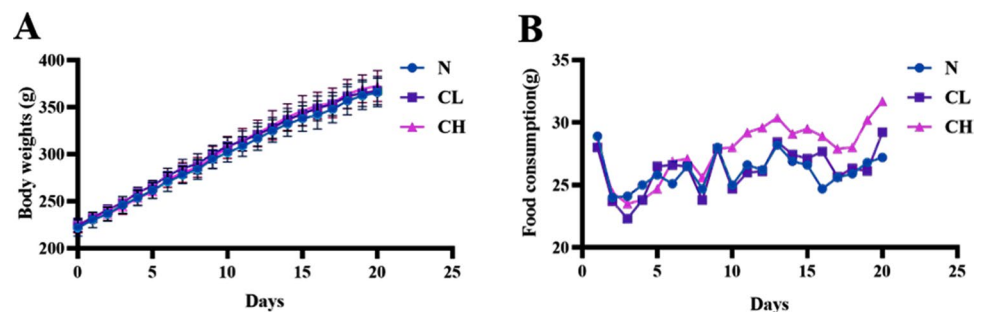 A
Body weights (g)
400
350
300
250
200
0 5 10 15 20 25
Days
N
CL
CH
B
Food consumption(g)
35
30
25
20
0 5 10 15 20 25
Days
N
CL
CH